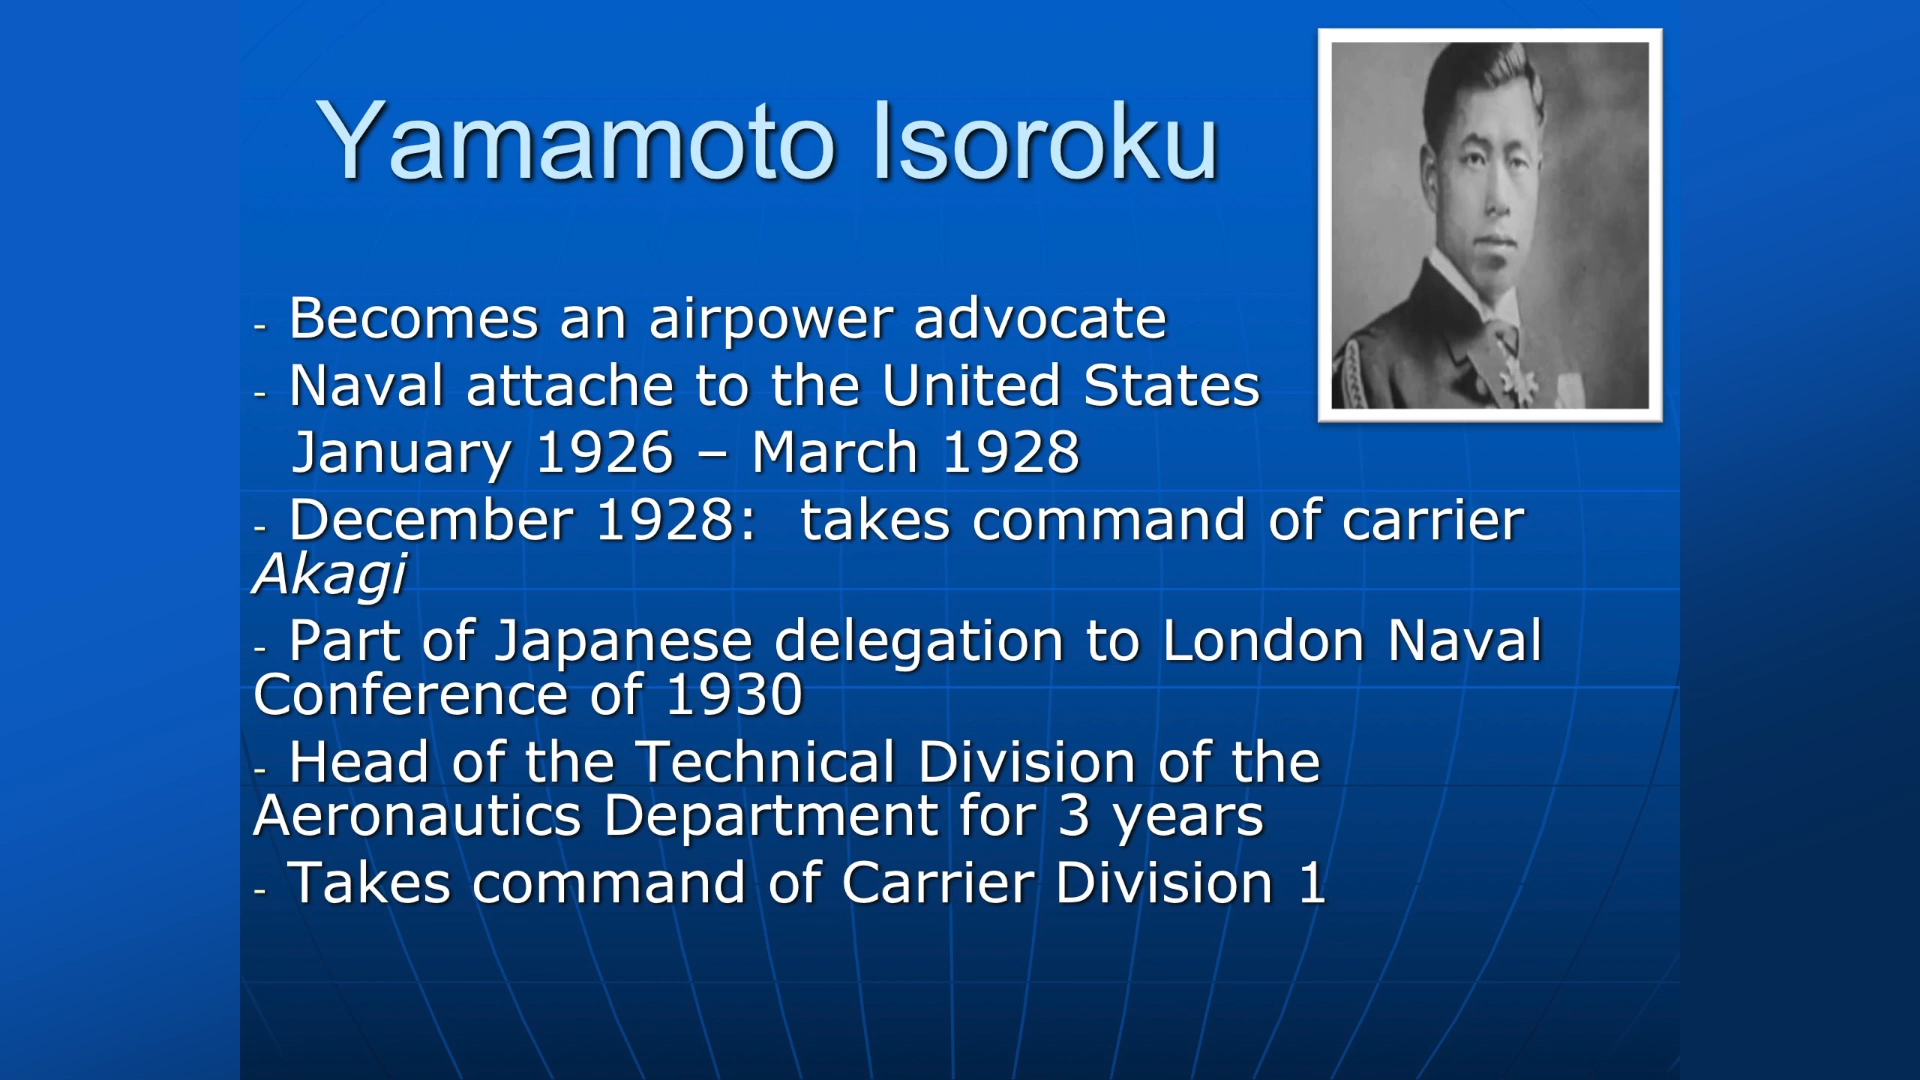 Yamamoto Isoroku
- Becomes an airpower advocate
- Naval attache to the United States
January 1926 – March 1928
- December 1928:  takes command of carrier
Akagi
- Part of Japanese delegation to London Naval
Conference of 1930
- Head of the Technical Division of the
Aeronautics Department for 3 years
- Takes command of Carrier Division 1